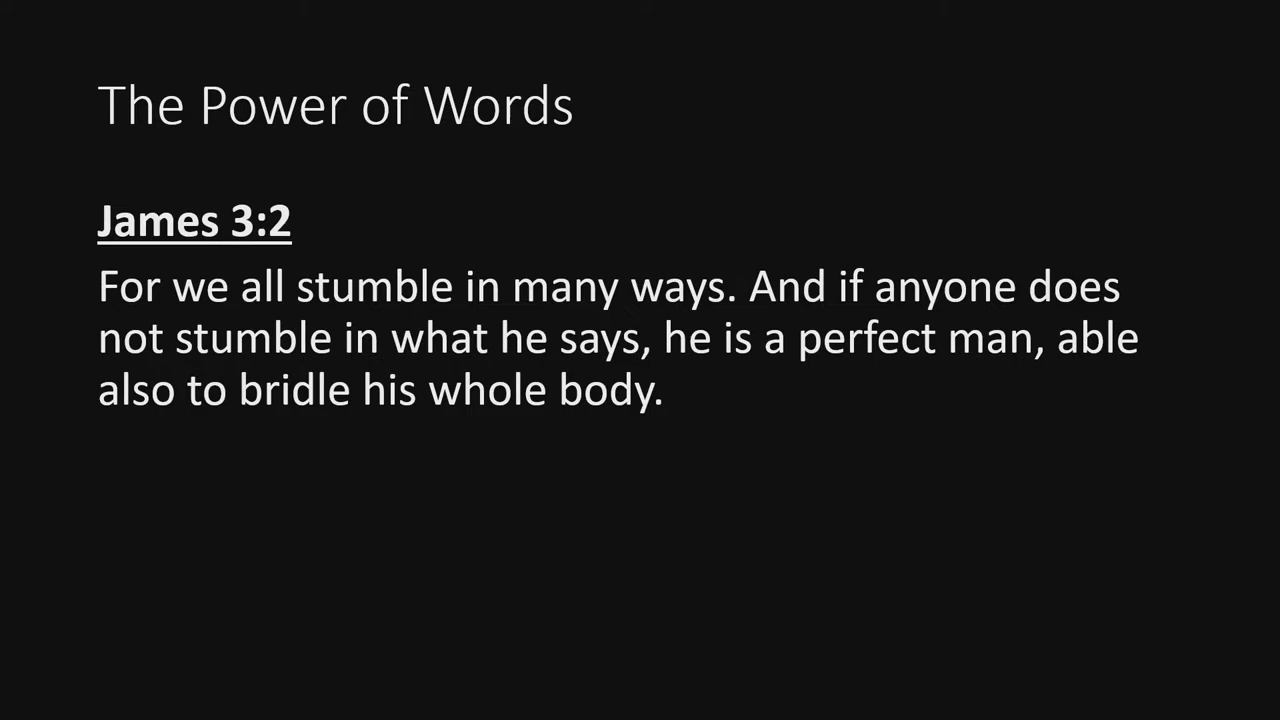 The Power of Words
James 3:2
For we all stumble in many ways. And if anyone does
not stumble in what he says, he is a perfect man, able
also to bridle his whole body.